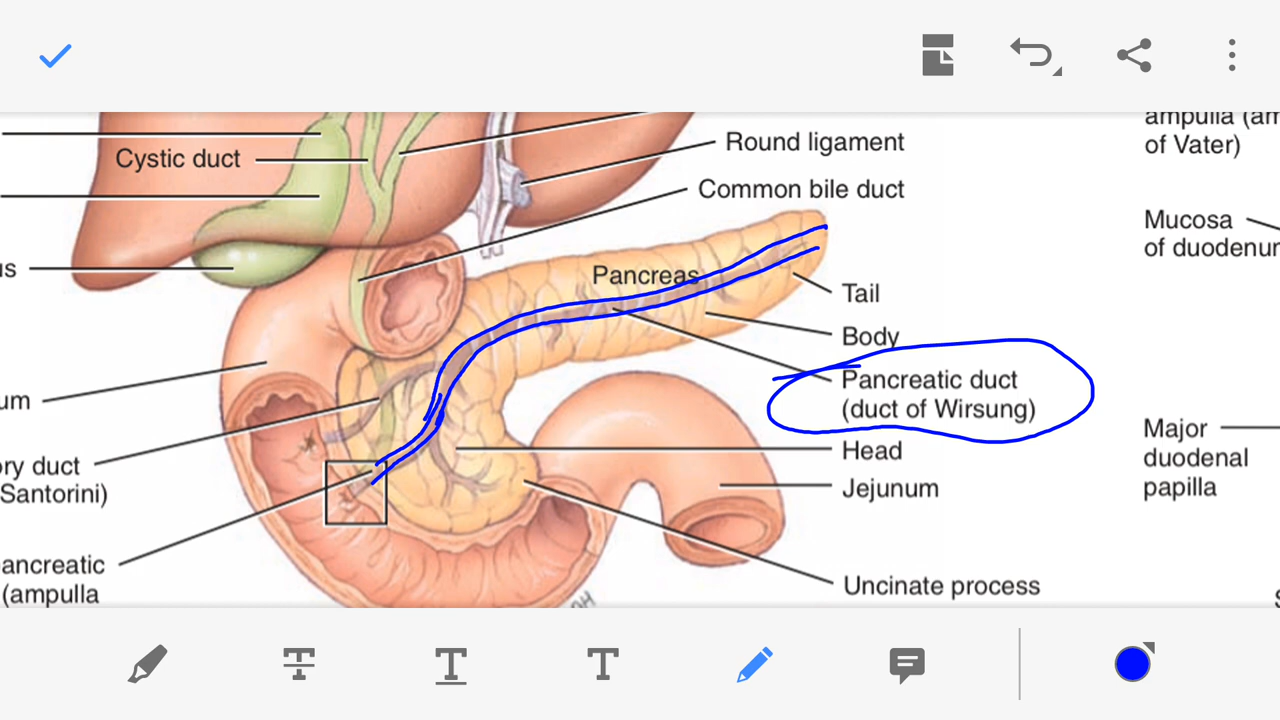 ampulla (am
of Vater)
Round ligament
Cystic duct
Common bile duct
Mucosa
of duodenur
us
Pancreas
Tail
Body
Pancreatic duct
(duct of Wirsung)
um
Major
duodenal
papilla
Head
ory duct
Santorini)
Jejunum
ancreatic
(ampulla
Uncinate process